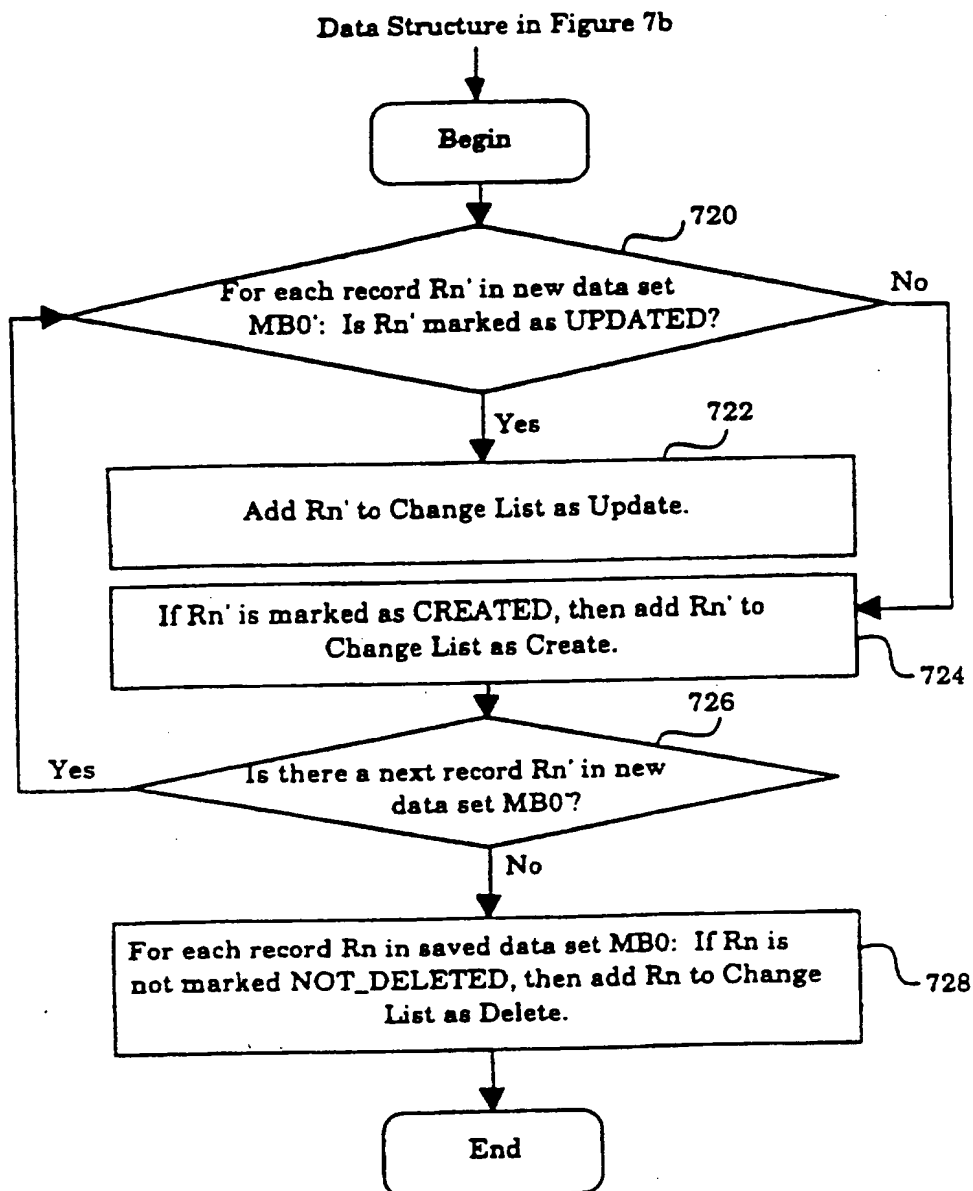 Data Structure in Figure 7b
Begin
720
For each record Rn' in new data set
MB0': Is Rn' marked as UPDATED?
No
Yes
722
Add Rn' to Change List as Update.
If Rn' is marked as CREATED, then add Rn' to
Change List as Create.
724
726
Yes
Is there a next record Rn' in new
data set MB0'?
No
For each record Rn in saved data set MB0: If Rn is
not marked NOT_DELETED, then add Rn to Change
List as Delete.
728
End